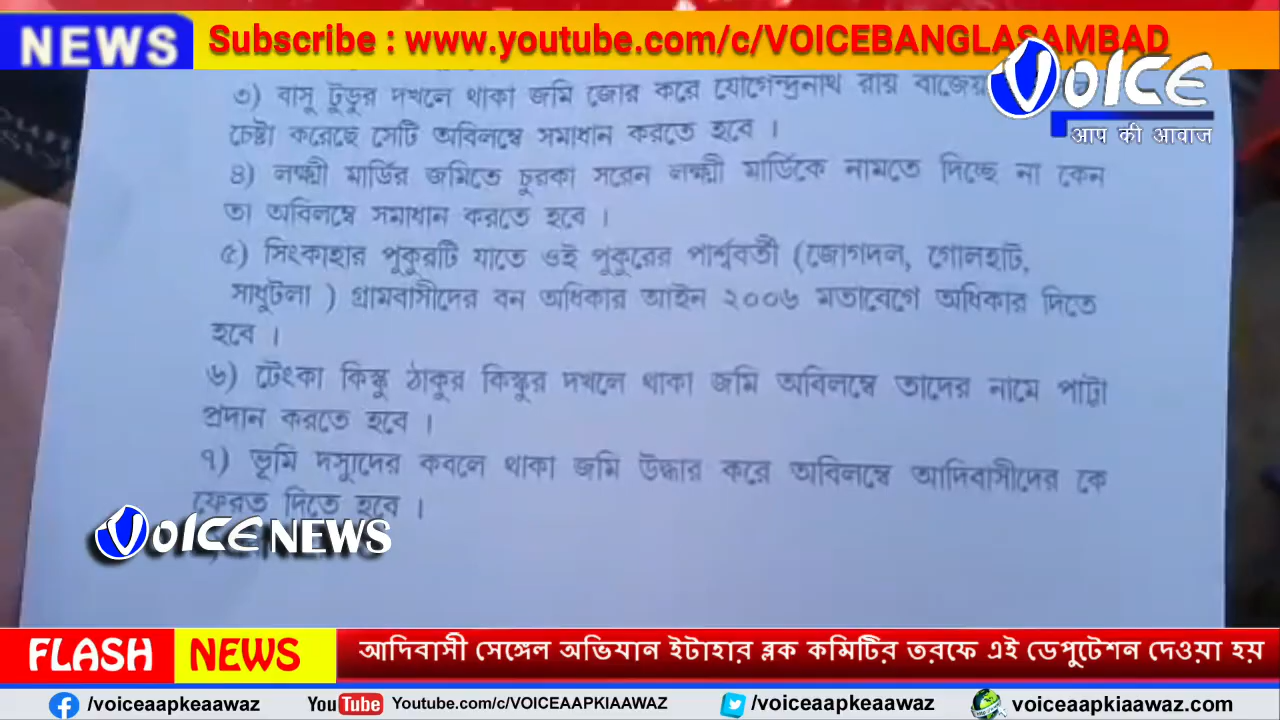 NEWS
Subscribe : www.youtube.com/c/VOICEBANGLASAMBAD
VOICE
आप की आवाज
৩) বাসু টুডুর দখলে থাকা জমি জোর করে যোগেন্দ্রনাথ রায়
চেষ্টা করেছে সেটি অবিলম্বে সমাধান করতে হবে ।
৪) লক্ষ্মী মার্ডির জমিতে চুরকা সরেন লক্ষ্মী মার্ডিকে নামতে দিচ্ছে না কেন
তা অবিলম্বে সমাধান করতে হবে ।
৫) সিংকাহার পুকুরটি যাতে ওই পুকুরের পার্শ্ববর্তী (জোগদল, গোলহাট,
সাধুটলা ) গ্রামবাসীদের বন অধিকার আইন ২০০৬ মতাবেগে অধিকার দিতে
হবে ।
৬) টেংকা কিস্কু ঠাকুর কিস্কুর দখলে থাকা জমি অবিলম্বে তাদের নামে পাট্টা
প্রদান করতে হবে ।
৭) ভূমি দস্যুদের কবলে থাকা জমি উদ্ধার করে অবিলম্বে আদিবাসীদের কে
ফেরত দিতে হবে ।
VOICE NEWS
FLASH NEWS আদিবাসী সেঙ্গেল অভিযান ইটাহার ব্লক কমিটির তরফে এই ডেপুটেশন দেওয়া হয়
/voiceaapkeaawaz YouTube Youtube.com/c/VOICEAAPKIAAWAZ /voiceaapkeaawaz voiceaapkiaawaz.com